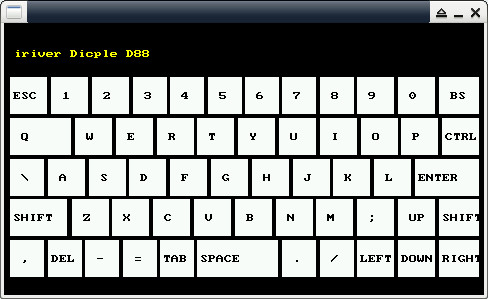 iriver Dicple D88
ESC 1 2 3 4 5 6 7 8 9 0 BS
Q W E R T Y U I O P CTRL
\ A S D F G H J K L ENTER
SHIFT Z X C V B N M ; UP SHIFT
, DEL - = TAB SPACE . / LEFT DOWN RIGHT